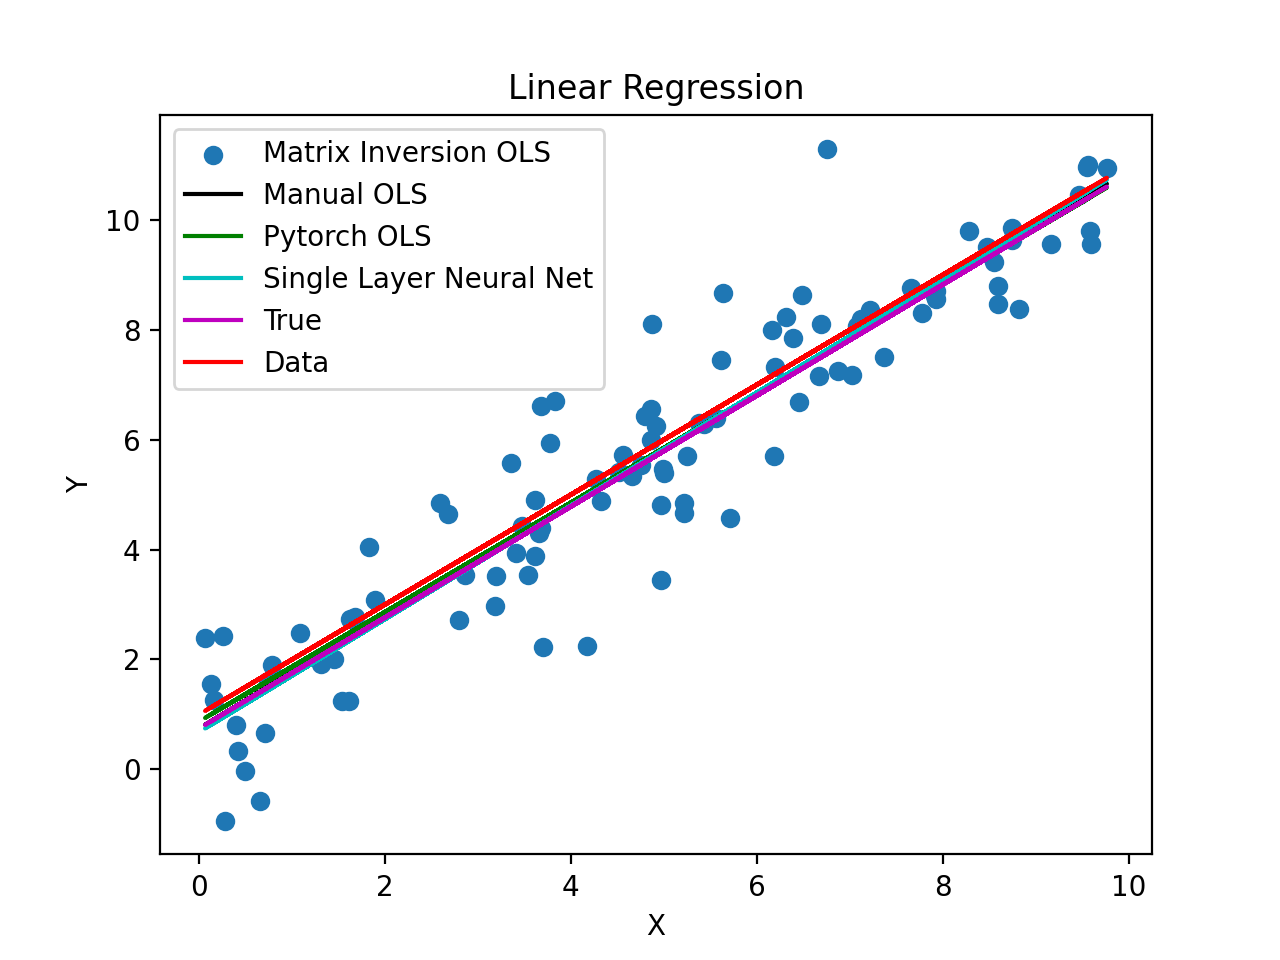 Linear Regression
Matrix Inversion OLS
Manual OLS
Pytorch OLS
Single Layer Neural Net
True
Data
10
8
6
4
2
0
Y
0 2 4 6 8 10
X